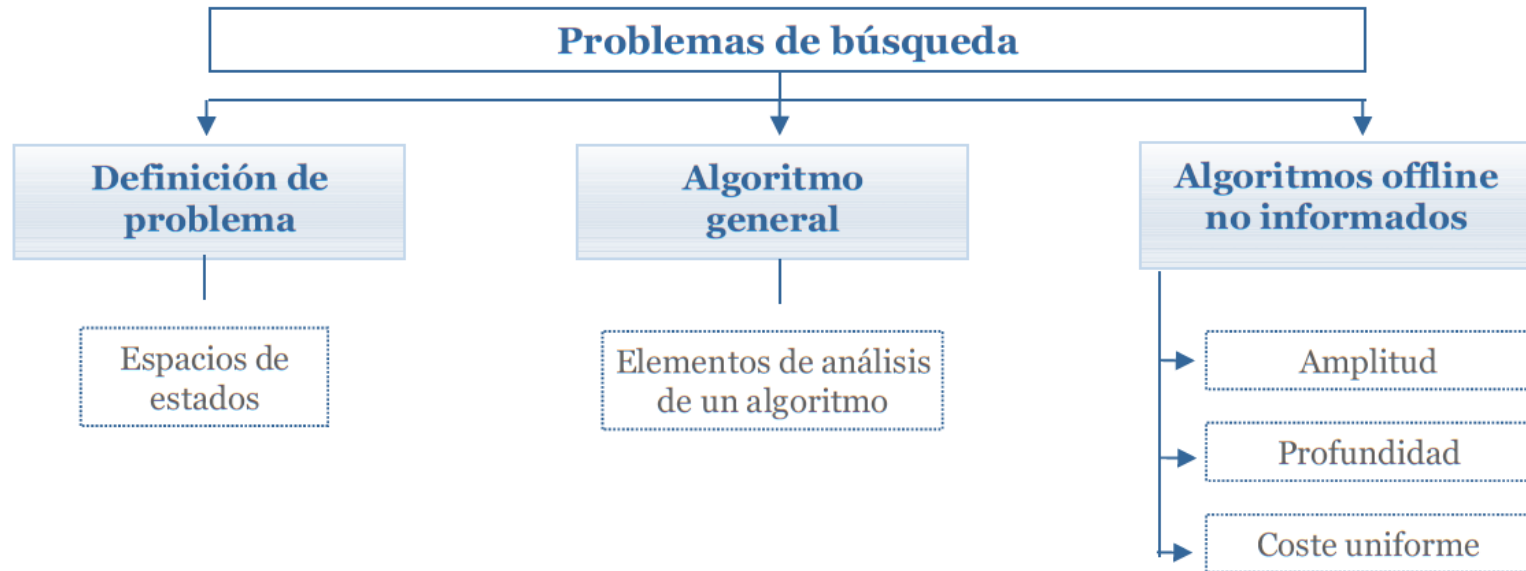 Problemas de búsqueda
Definición de
problema
Algoritmo
general
Algoritmos offline
no informados
Espacios de
estados
Elementos de análisis
de un algoritmo
Amplitud
Profundidad
Coste uniforme